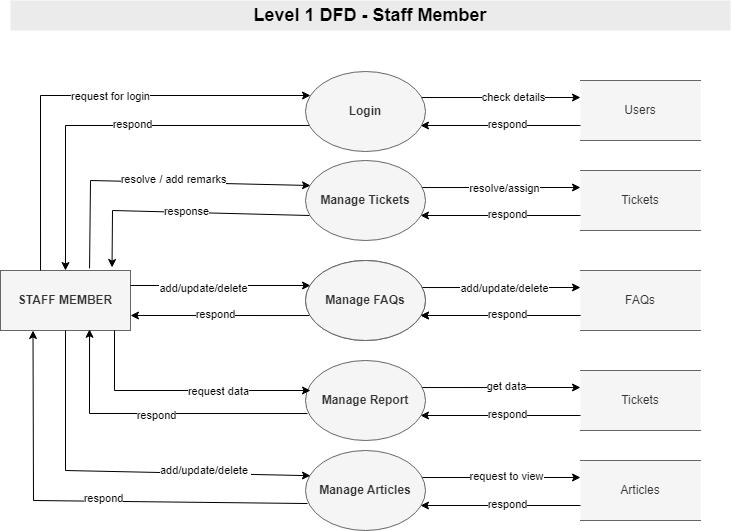 Level 1 DFD - Staff Member
request for login
Login
check details
Users
respond
respond
resolve / add remarks
Manage Tickets
resolve/assign
Tickets
response
respond
STAFF MEMBER
add/update/delete
Manage FAQs
add/update/delete
FAQs
respond
respond
request data
Manage Report
get data
Tickets
respond
respond
add/update/delete
Manage Articles
request to view
Articles
respond
respond